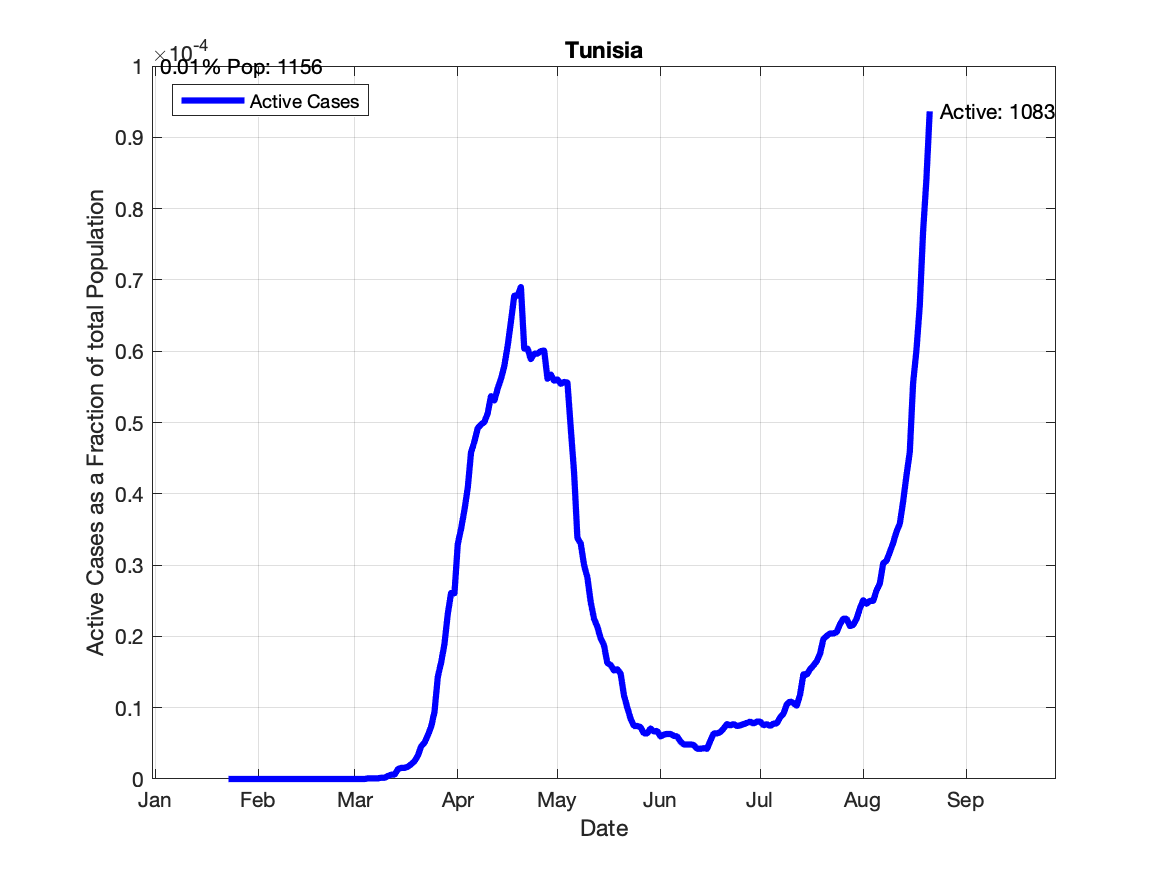 Tunisia
×10-4
0.01% Pop: 1156
Active Cases
Active: 1083
Active Cases as a Fraction of total Population
1
0.9
0.8
0.7
0.6
0.5
0.4
0.3
0.2
0.1
0
Jan Feb Mar Apr May Jun Jul Aug Sep
Date